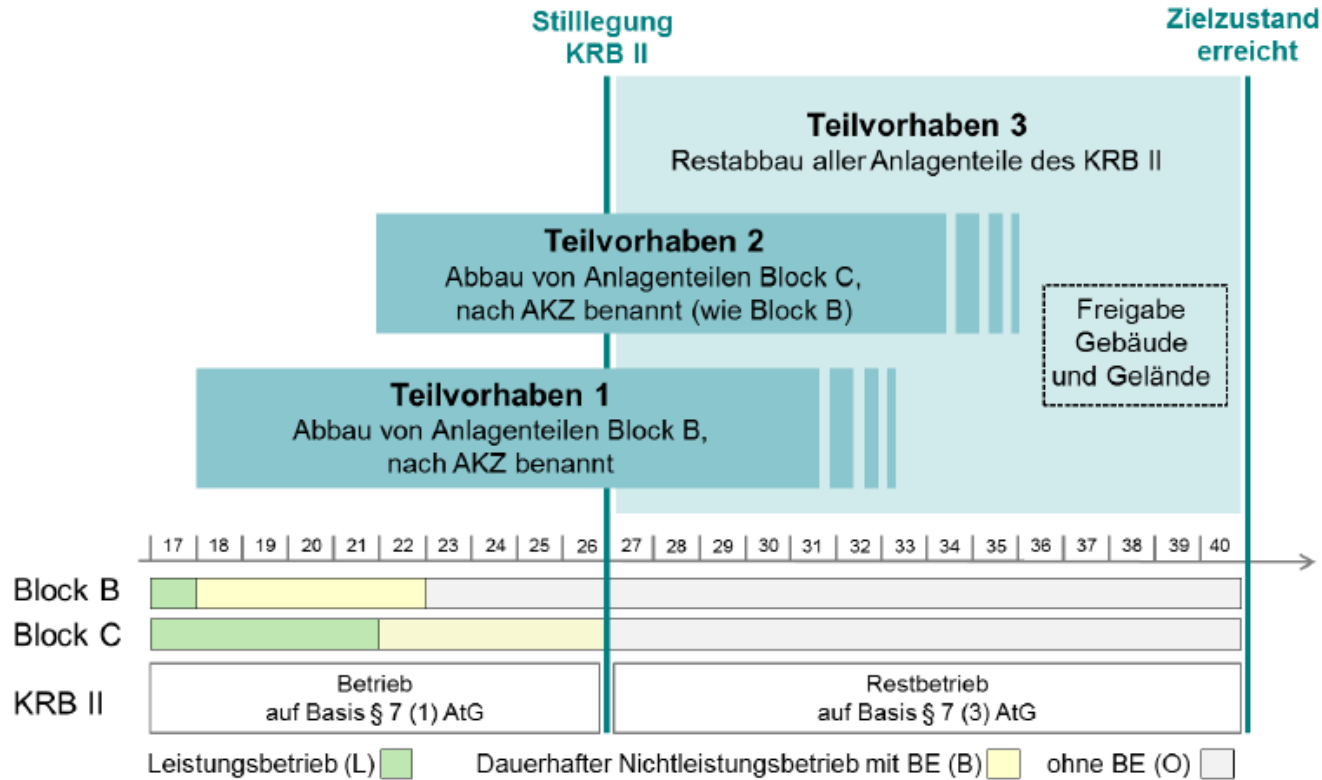 Stilllegung
KRB II
Zielzustand
erreicht
Teilvorhaben 3
Restabbau aller Anlagenteile des KRB II
Teilvorhaben 2
Abbau von Anlagenteilen Block C,
nach AKZ benannt (wie Block B)
Freigabe
Gebäude
und Gelände
Teilvorhaben 1
Abbau von Anlagenteilen Block B,
nach AKZ benannt
17 18 19 20 21 22 23 24 25 26 27 28 29 30 31 32 33 34 35 36 37 38 39 40
Block B
Block C
KRB II
Betrieb
auf Basis § 7 (1) AtG
Restbetrieb
auf Basis § 7 (3) AtG
Leistungsbetrieb (L) Dauerhafter Nichtleistungsbetrieb mit BE (B) ohne BE (O)